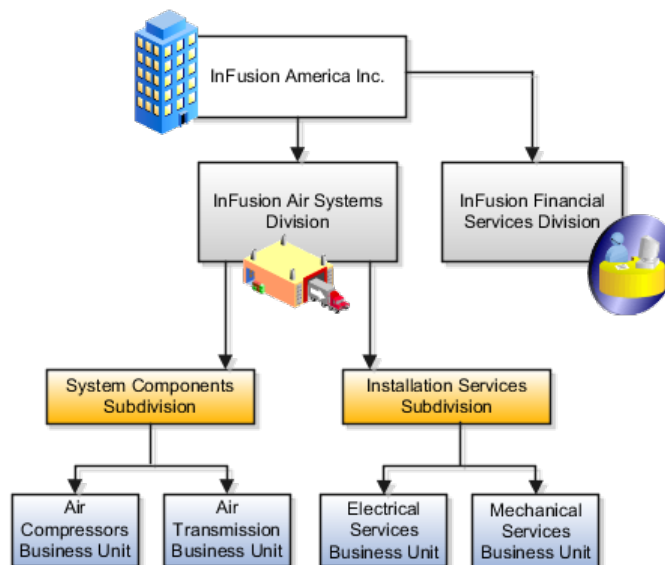 InFusion America Inc.
InFusion Air Systems
Division
InFusion Financial
Services Division
System Components
Subdivision
Installation Services
Subdivision
Air
Compressors
Business Unit
Air
Transmission
Business Unit
Electrical
Services
Business Unit
Mechanical
Services
Business Unit